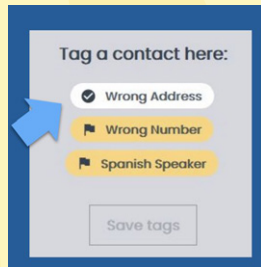 Tag a contact here:
Wrong Address
Wrong Number
Spanish Speaker
Save tags